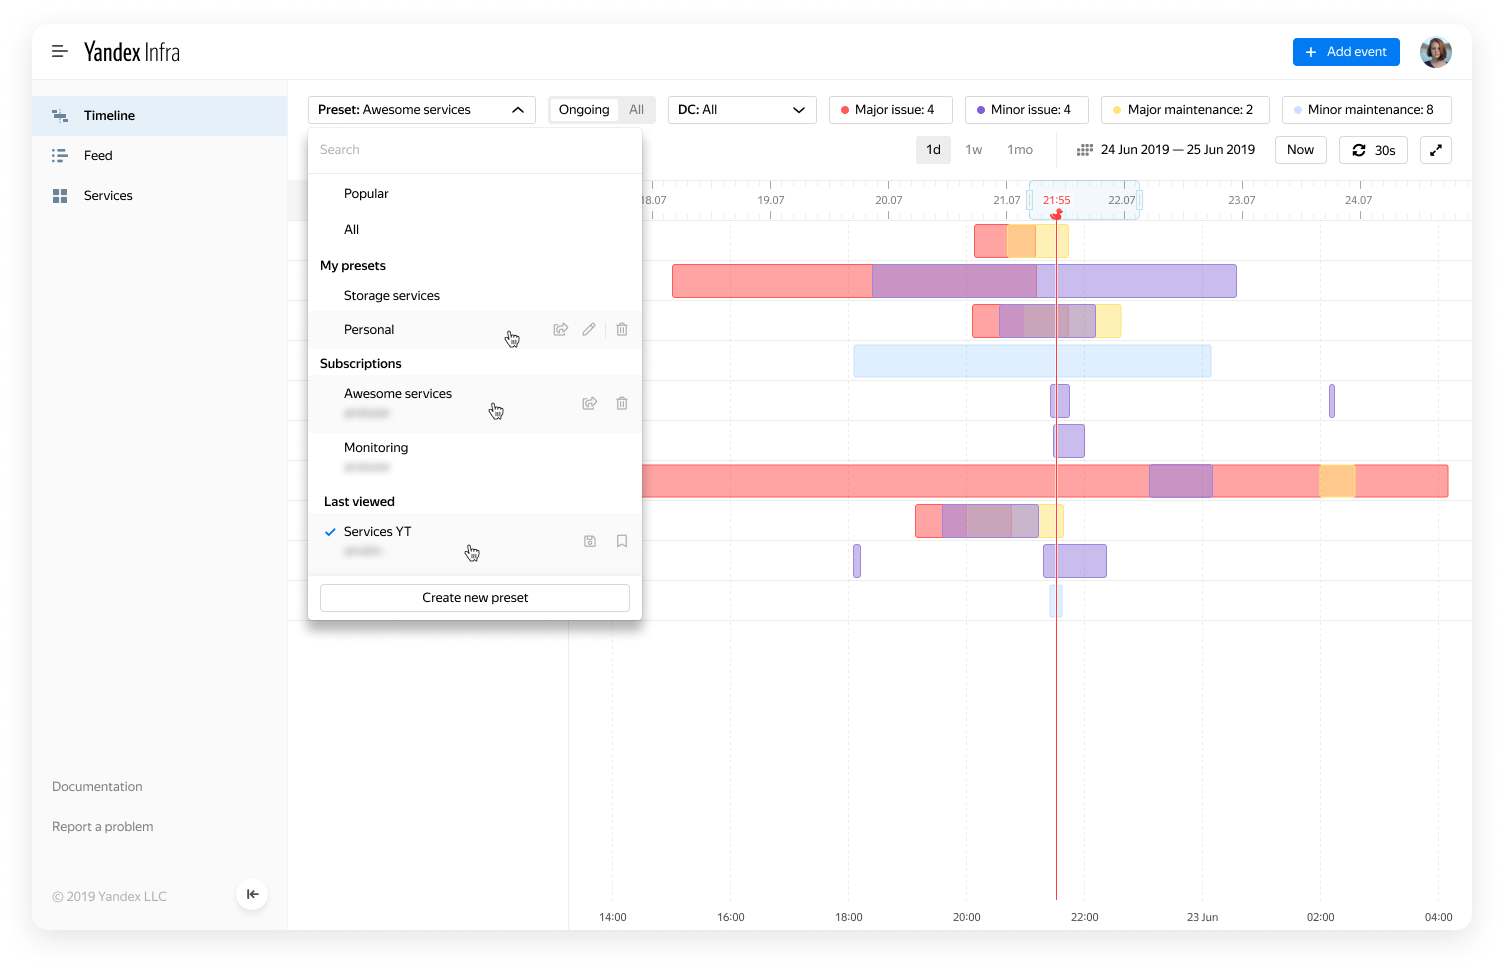 Yandex Infra
+ Add event
Timeline
Feed
Services
Documentation
Report a problem
© 2019 Yandex LLC
Preset: Awesome services
Ongoing All
DC: All
Major issue: 4
Minor issue: 4
Major maintenance: 2
Minor maintenance: 8
1d 1w 1mo
24 Jun 2019 — 25 Jun 2019
Now
30s
Search
Popular
All
My presets
Storage services
Personal
Subscriptions
Awesome services
Monitoring
Last viewed
Services YT
Create new preset
18.07 19.07 20.07 21.07 21:55 22.07 23.07 24.07
14:00 16:00 18:00 20:00 22:00 23 Jun 02:00 04:00